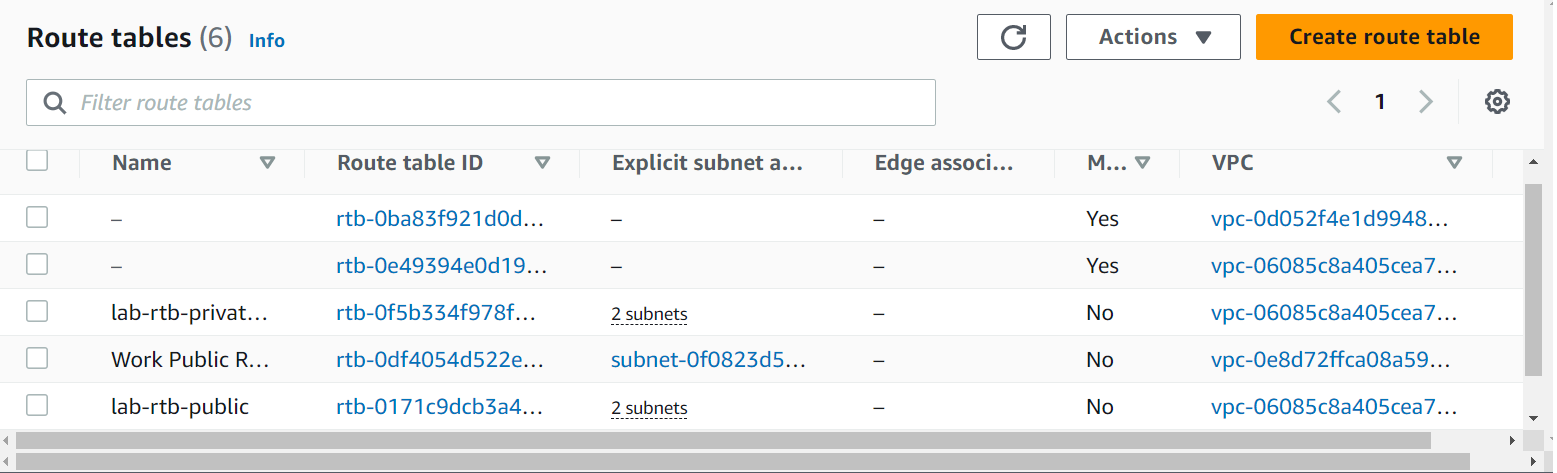 Route tables (6) Info Actions Create route table
Filter route tables 1
Name Route table ID Explicit subnet a... Edge associ... M... VPC
– rtb-0ba83f921d0d... – – Yes vpc-0d052f4e1d9948...
– rtb-0e49394e0d19... – – Yes vpc-06085c8a405cea7...
lab-rtb-privat... rtb-0f5b334f978f... 2 subnets – No vpc-06085c8a405cea7...
Work Public R... rtb-0df4054d522e... subnet-0f0823d5... – No vpc-0e8d72ffca08a59...
lab-rtb-public rtb-0171c9dcb3a4... 2 subnets – No vpc-06085c8a405cea7...